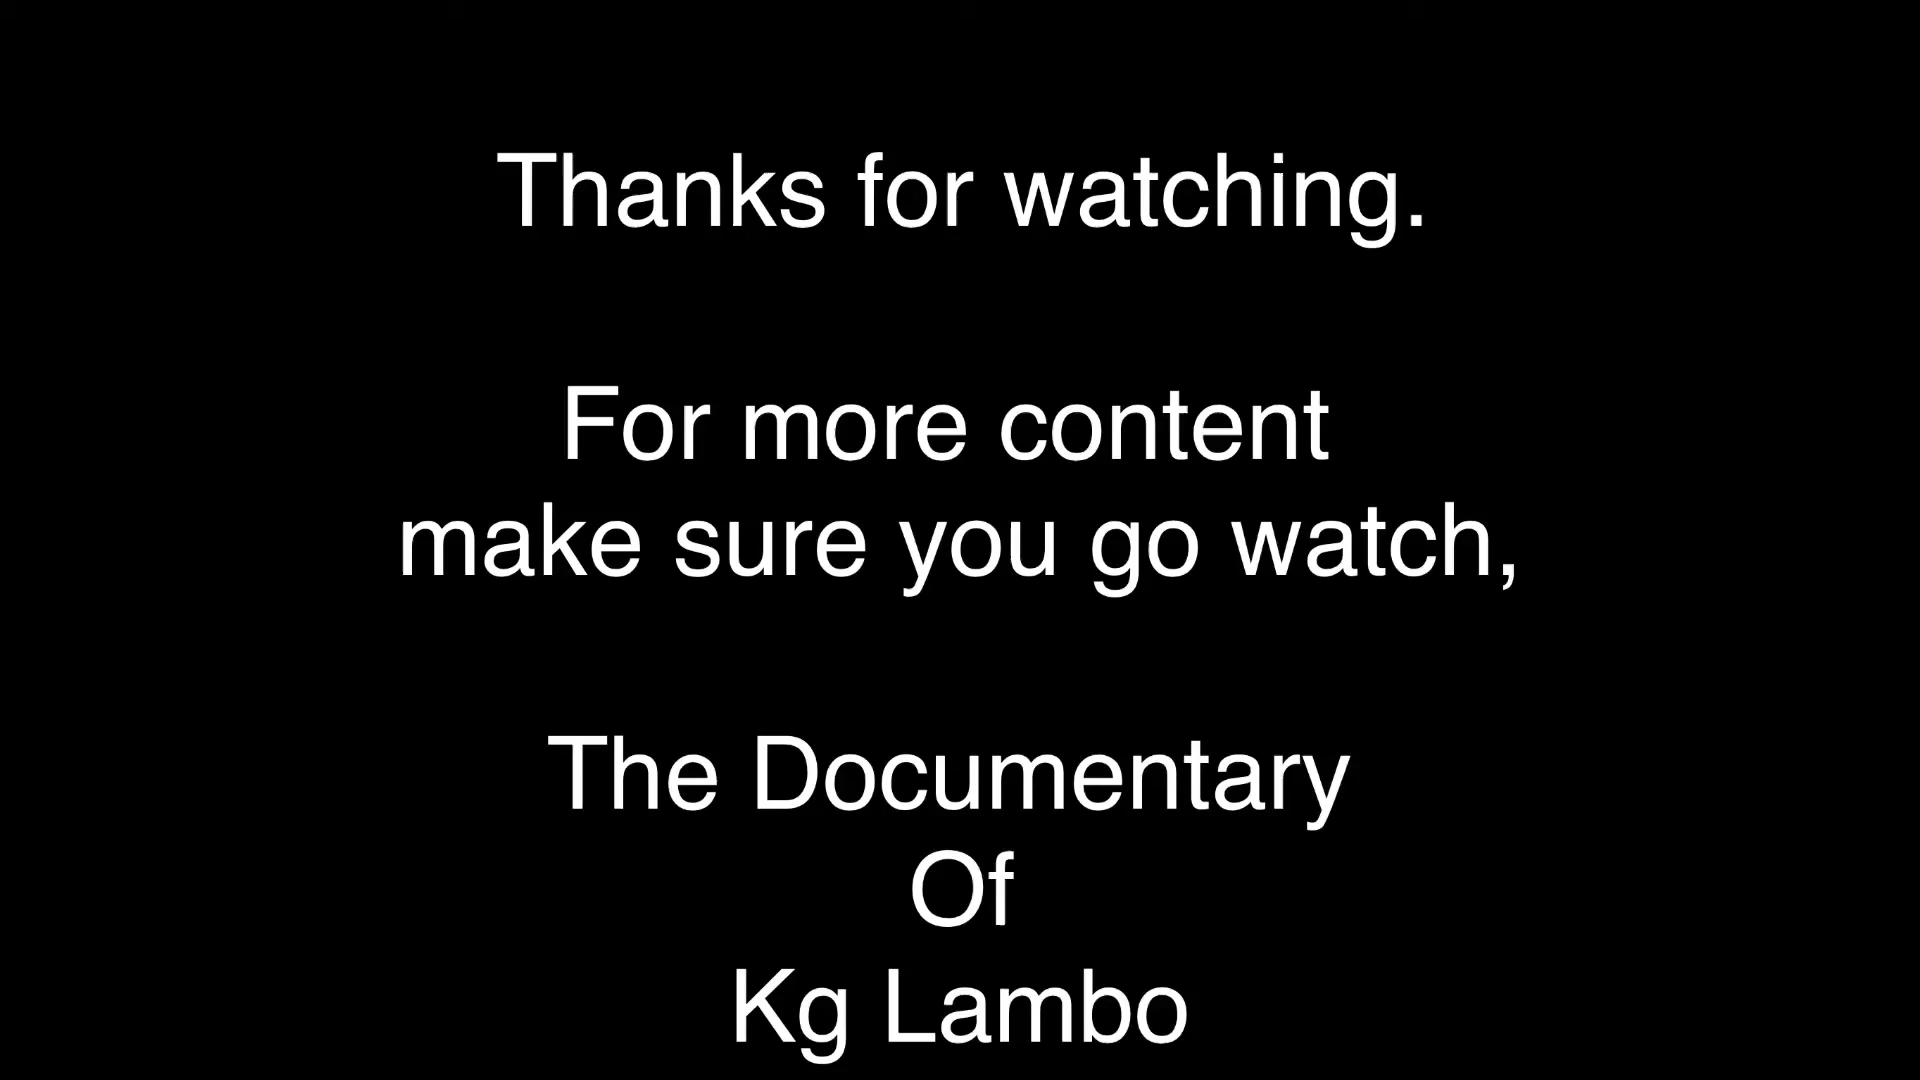 Thanks for watching.
For more content
make sure you go watch,
The Documentary
Of
Kg Lambo